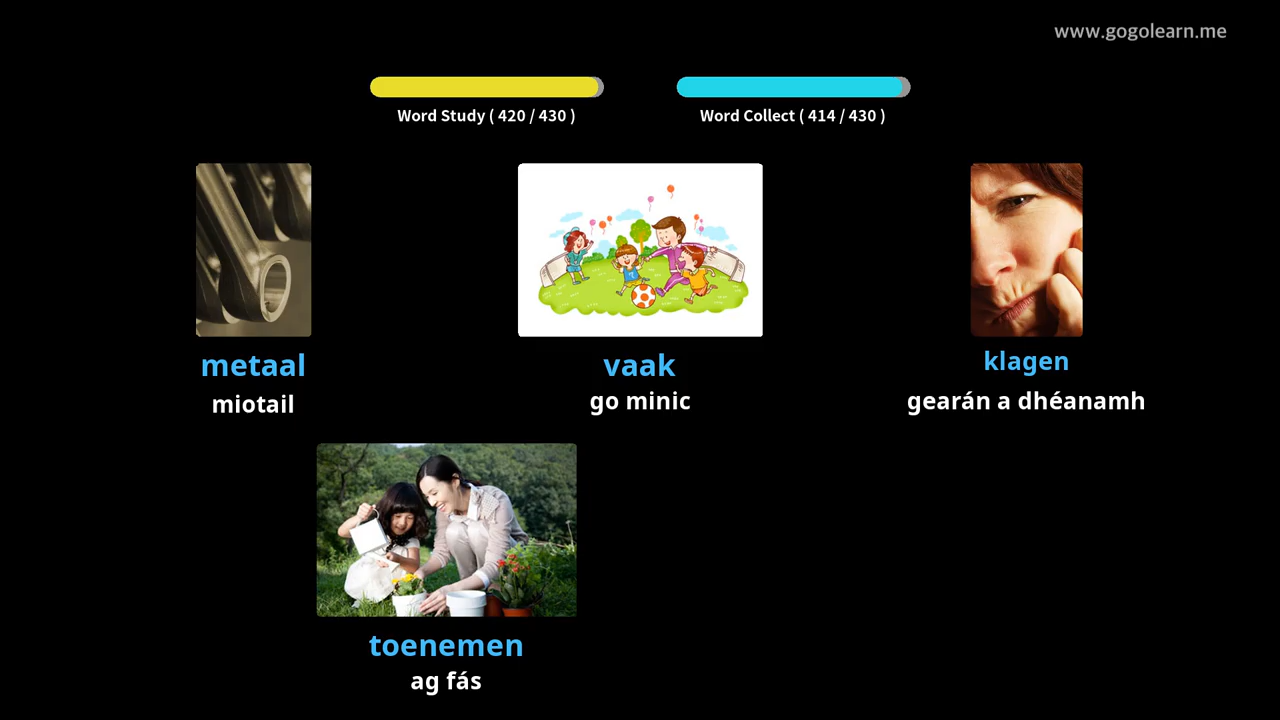 www.gogolearn.me
Word Study ( 420 / 430 )
Word Collect ( 414 / 430 )
metaal
miotail
vaak
go minic
klagen
gearán a dhéanamh
toenemen
ag fás